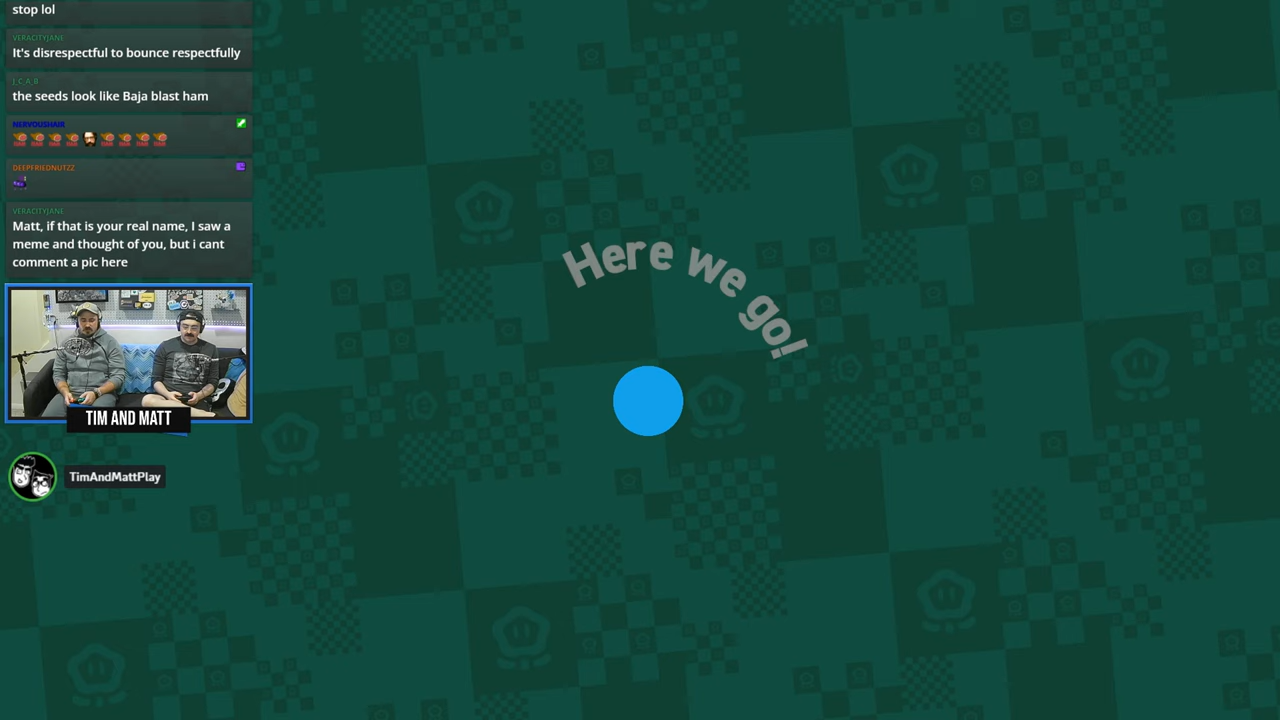 stop lol
VERACITYJANE
It's disrespectful to bounce respectfully
J_C_A_B
the seeds look like Baja blast ham
NERVOUSHAIR
DEEPFRIEDNUTZZ
VERACITYJANE
Matt, if that is your real name, I saw a
meme and thought of you, but i cant
comment a pic here
Here we go!
TIM AND MATT
TimAndMattPlay